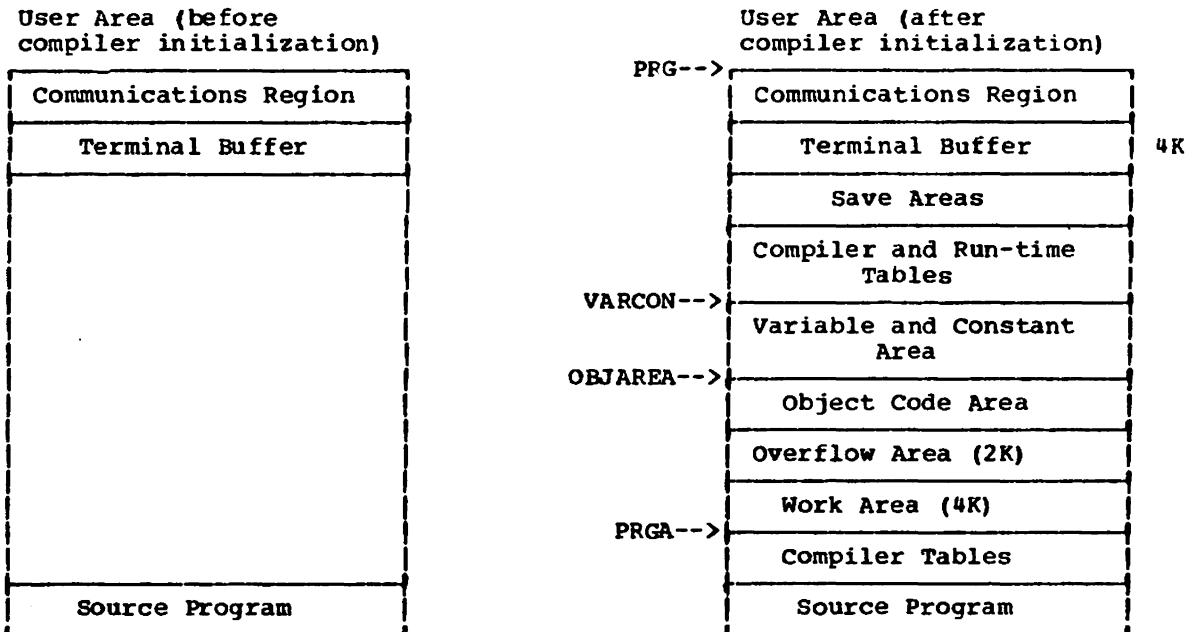 User Area (before
compiler initialization)
Communications Region
Terminal Buffer
Source Program
User Area (after
compiler initialization)
PRG-->
Communications Region
Terminal Buffer
4K
Save Areas
Compiler and Run-time
Tables
VARCON-->
Variable and Constant
Area
OBJAREA-->
Object Code Area
Overflow Area (2K)
Work Area (4K)
PRGA-->
Compiler Tables
Source Program